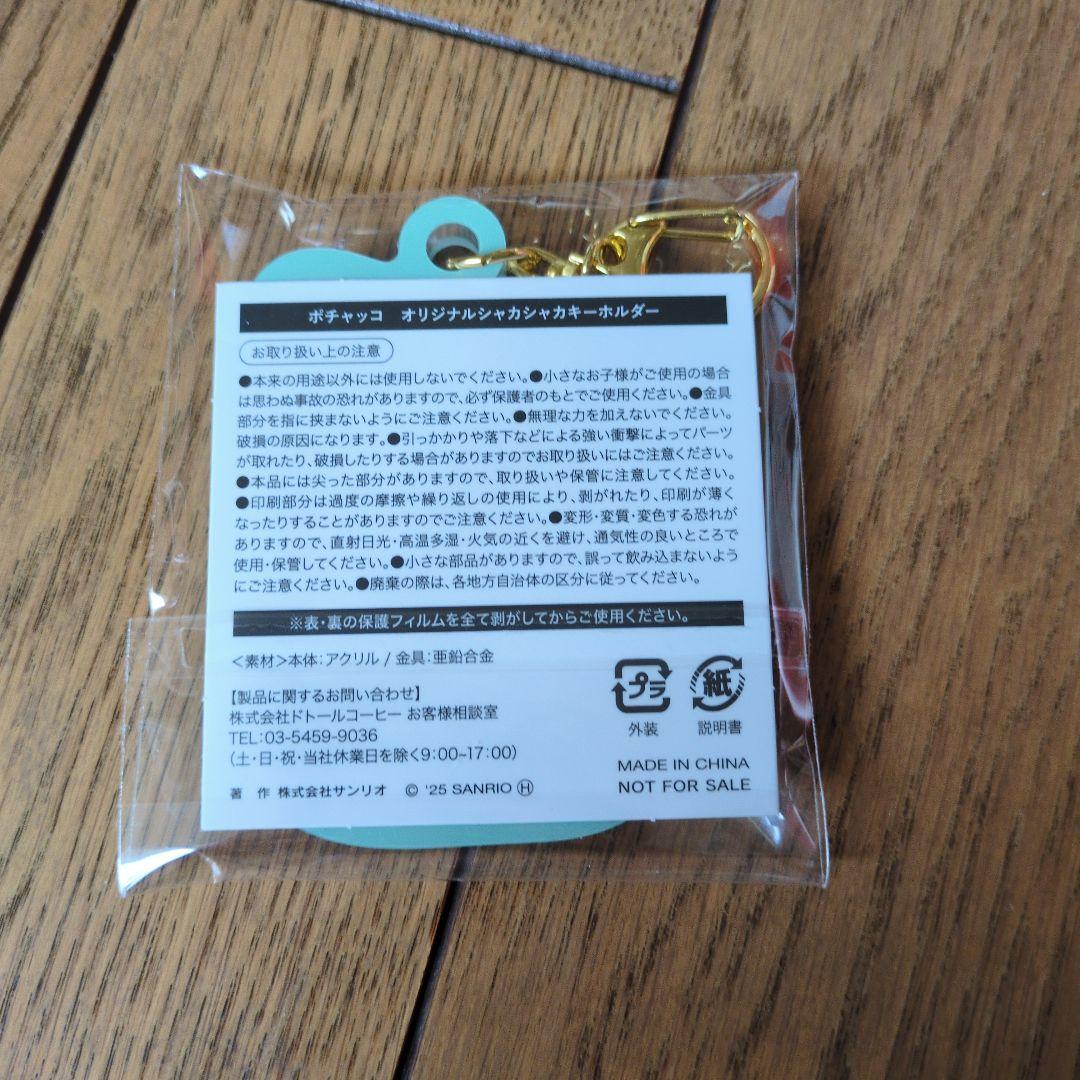 ポチャッコ　オリジナルシャカシャカキーホルダー
お取り扱い上の注意
●本来の用途以外には使用しないでください。●小さなお子様がご使用の場合
は思わぬ事故の恐れがありますので、必ず保護者のもとでご使用ください。●金具
部分を指に挟まないようにご注意ください。●無理な力を加えないでください。
破損の原因になります。●引っかかりや落下などによる強い衝撃によってパーツ
が取れたり、破損したりする場合がありますのでお取り扱いにはご注意ください。
●本品には尖った部分がありますので、取り扱いや保管に注意してください。
●印刷部分は過度の摩擦や繰り返しの使用により、剥がれたり、印刷が薄く
なったりすることがありますのでご注意ください。●変形・変質・変色する恐れが
ありますので、直射日光・高温多湿・火気の近くを避け、通気性の良いところで
使用・保管してください。●小さな部品がありますので、誤って飲み込まないよう
にご注意ください。●廃棄の際は、各地方自治体の区分に従ってください。
※表・裏の保護フィルムを全て剥がしてからご使用ください。
＜素材＞本体：アクリル / 金具：亜鉛合金
【製品に関するお問い合わせ】
株式会社ドトールコーヒー お客様相談室
TEL：03-5459-9036
（土・日・祝・当社休業日を除く9：00~17：00）
著 作 株式会社サンリオ © '25 SANRIO Ⓗ
プラ 紙
外装 説明書
MADE IN CHINA
NOT FOR SALE